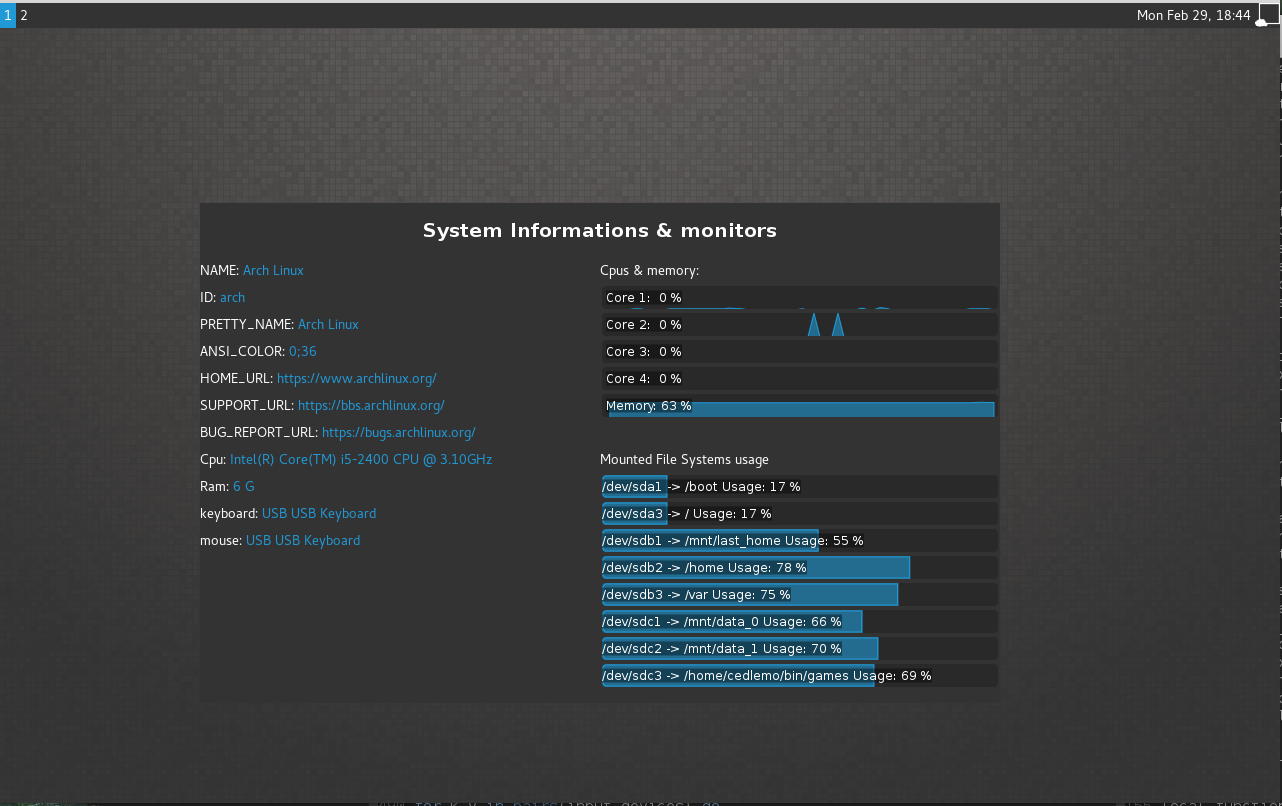 1 2 Mon Feb 29, 18:44
System Informations & monitors
NAME: Arch Linux
ID: arch
PRETTY_NAME: Arch Linux
ANSI_COLOR: 0;36
HOME_URL: https://www.archlinux.org/
SUPPORT_URL: https://bbs.archlinux.org/
BUG_REPORT_URL: https://bugs.archlinux.org/
Cpu: Intel(R) Core(TM) i5-2400 CPU @ 3.10GHz
Ram: 6 G
keyboard: USB USB Keyboard
mouse: USB USB Keyboard
Cpus & memory:
Core 1: 0 %
Core 2: 0 %
Core 3: 0 %
Core 4: 0 %
Memory: 63 %
Mounted File Systems usage
/dev/sda1 -> /boot Usage: 17 %
/dev/sda3 -> / Usage: 17 %
/dev/sdb1 -> /mnt/last_home Usage: 55 %
/dev/sdb2 -> /home Usage: 78 %
/dev/sdb3 -> /var Usage: 75 %
/dev/sdc1 -> /mnt/data_0 Usage: 66 %
/dev/sdc2 -> /mnt/data_1 Usage: 70 %
/dev/sdc3 -> /home/cedlemo/bin/games Usage: 69 %